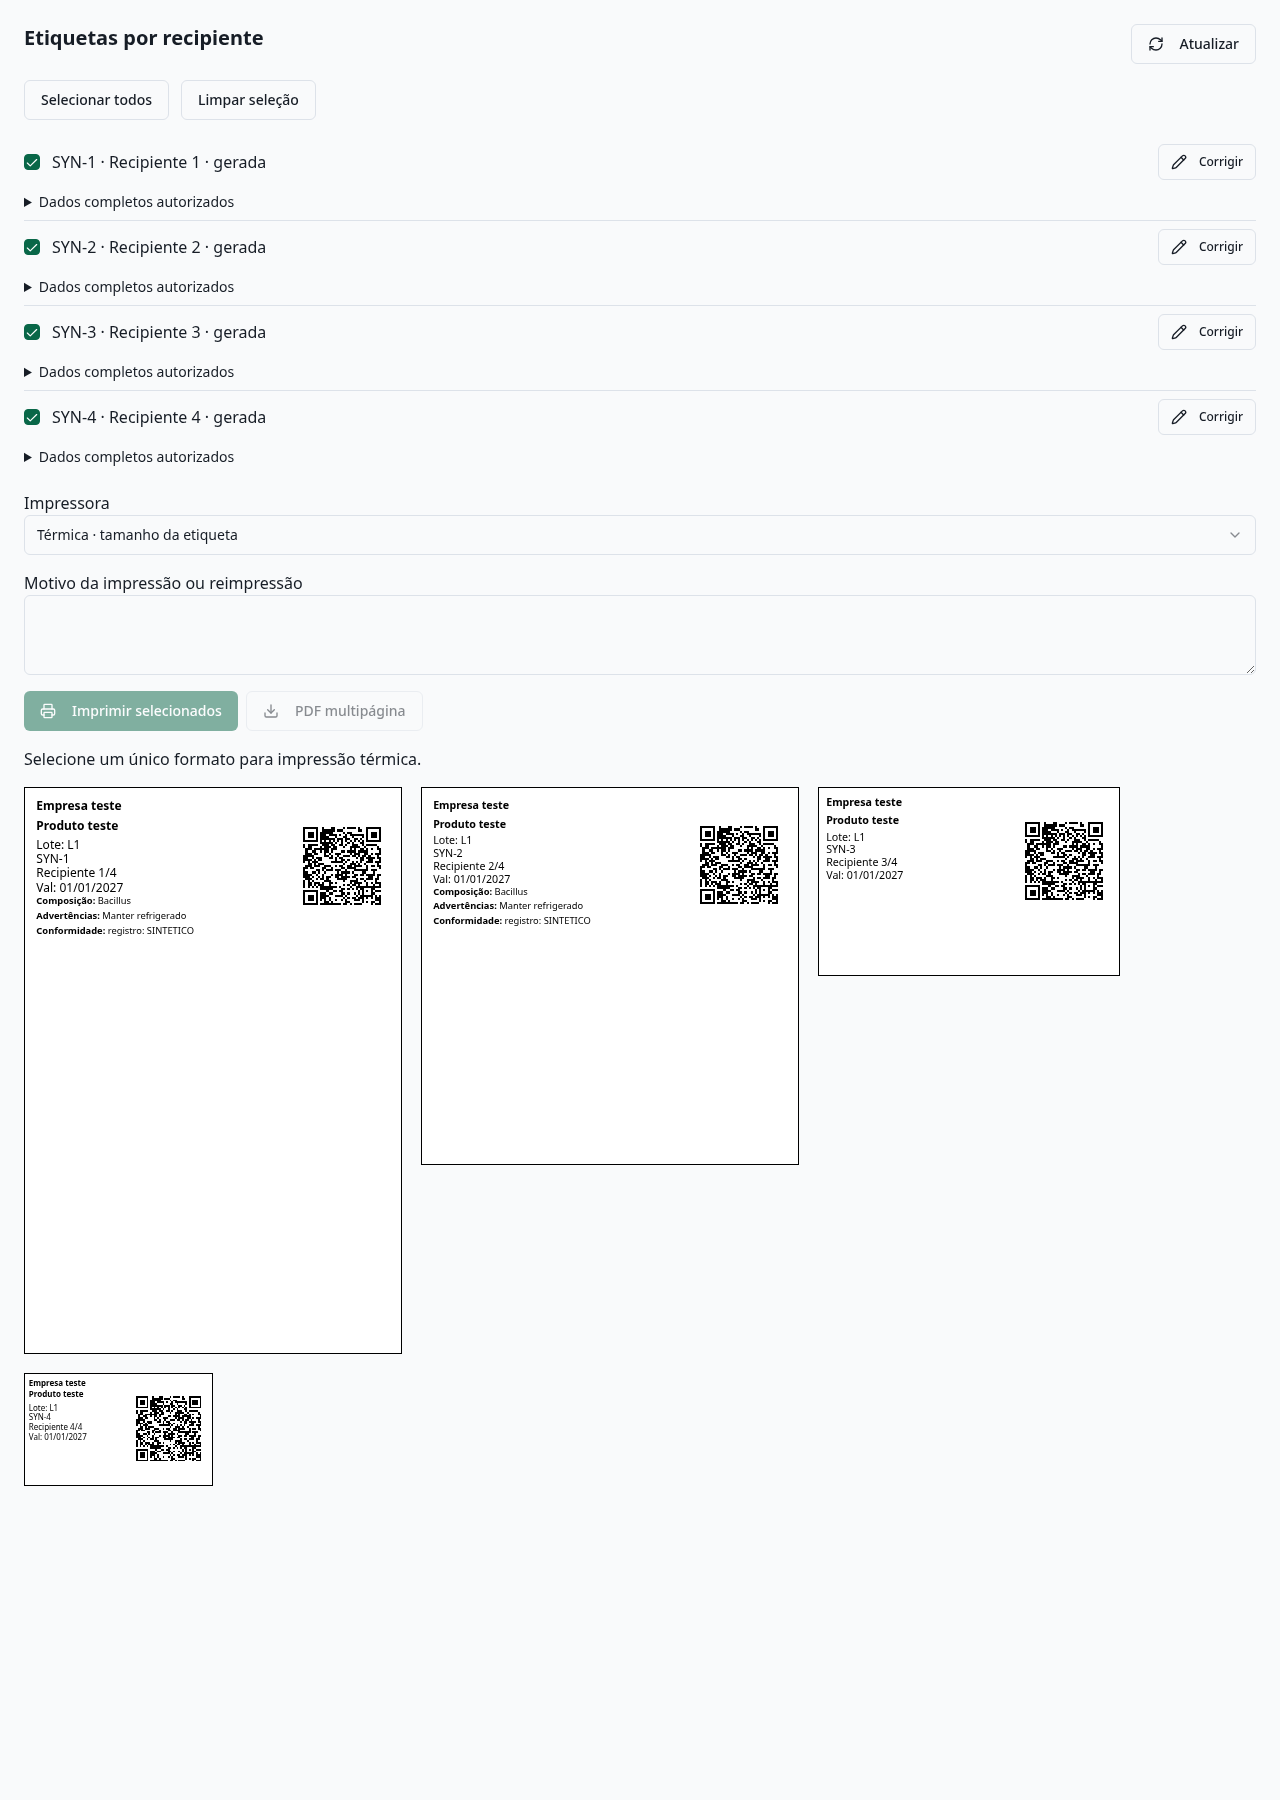 Etiquetas por recipiente
Atualizar
Selecionar todos
Limpar seleção
SYN-1 · Recipiente 1 · gerada
Corrigir
Dados completos autorizados
SYN-2 · Recipiente 2 · gerada
Corrigir
Dados completos autorizados
SYN-3 · Recipiente 3 · gerada
Corrigir
Dados completos autorizados
SYN-4 · Recipiente 4 · gerada
Corrigir
Dados completos autorizados
Impressora
Térmica · tamanho da etiqueta
Motivo da impressão ou reimpressão
Imprimir selecionados
PDF multipágina
Selecione um único formato para impressão térmica.
Empresa teste
Produto teste
Lote: L1
SYN-1
Recipiente 1/4
Val: 01/01/2027
Composição: Bacillus
Advertências: Manter refrigerado
Conformidade: registro: SINTETICO
Empresa teste
Produto teste
Lote: L1
SYN-2
Recipiente 2/4
Val: 01/01/2027
Composição: Bacillus
Advertências: Manter refrigerado
Conformidade: registro: SINTETICO
Empresa teste
Produto teste
Lote: L1
SYN-3
Recipiente 3/4
Val: 01/01/2027
Empresa teste
Produto teste
Lote: L1
SYN-4
Recipiente 4/4
Val: 01/01/2027